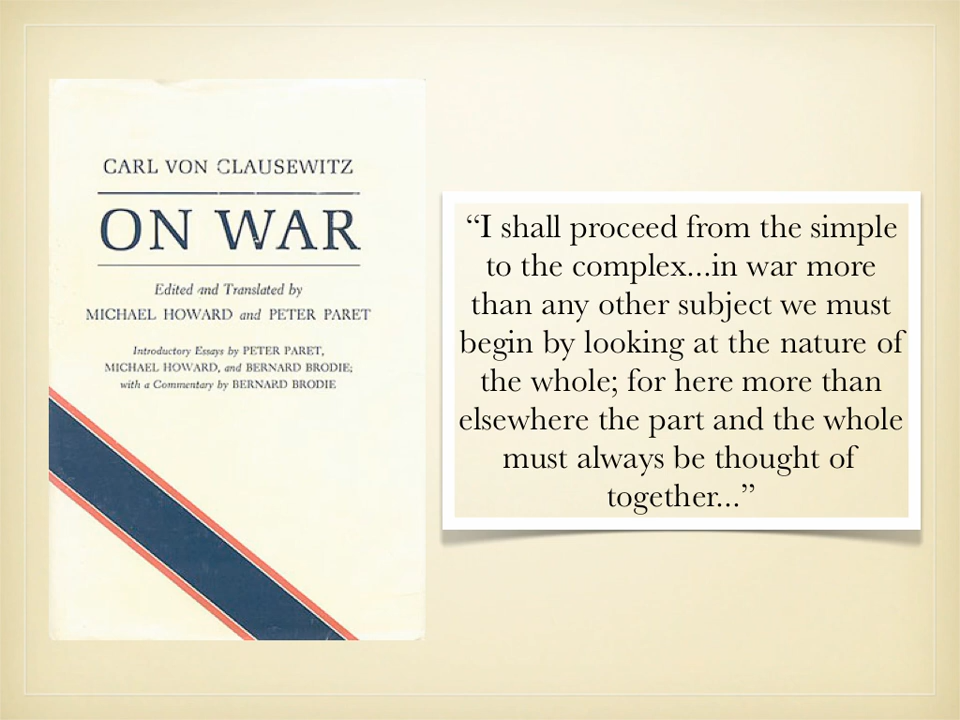 CARL VON CLAUSEWITZ
ON WAR
Edited and Translated by
MICHAEL HOWARD and PETER PARET
Introductory Essays by PETER PARET,
MICHAEL HOWARD, and BERNARD BRODIE;
with a Commentary by BERNARD BRODIE
“I shall proceed from the simple
to the complex...in war more
than any other subject we must
begin by looking at the nature of
the whole; for here more than
elsewhere the part and the whole
must always be thought of
together...”